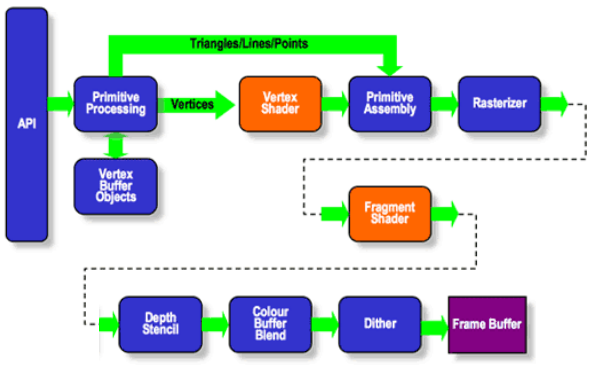 Triangles/Lines/Points
API
Primitive
Processing
Vertices
Vertex
Shader
Primitive
Assembly
Rasterizer
Vertex
Buffer
Objects
Fragment
Shader
Depth
Stencil
Colour
Buffer
Blend
Dither
Frame Buffer